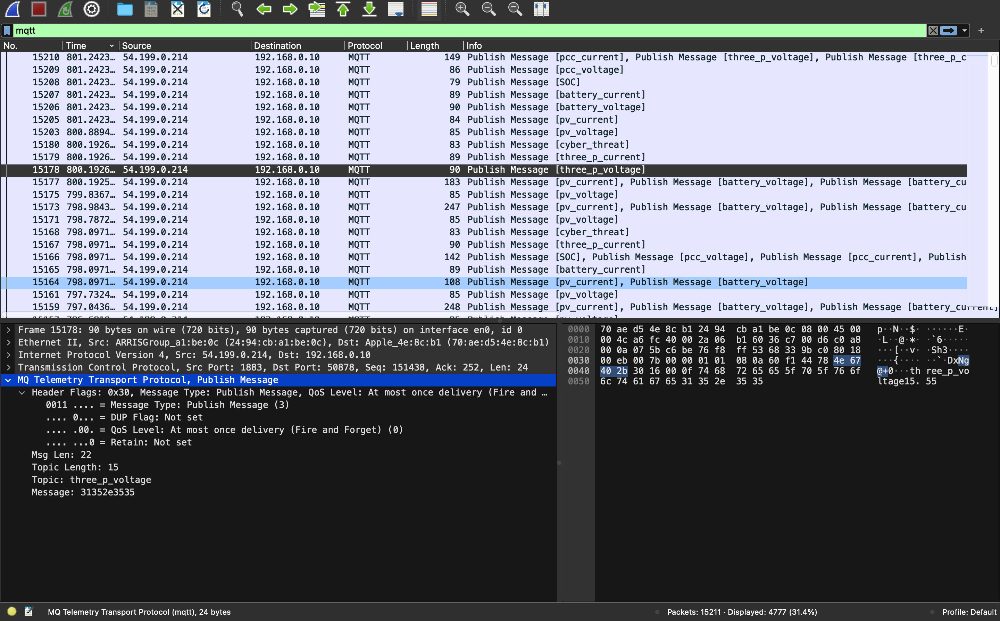 mqtt
No. Time Source Destination Protocol Length Info
15210 801.2423… 54.199.0.214 192.168.0.10 MQTT 149 Publish Message [pcc_current], Publish Message [three_p_voltage], Publish Message [three_p_c
15209 801.2423… 54.199.0.214 192.168.0.10 MQTT 86 Publish Message [pcc_voltage]
15208 801.2423… 54.199.0.214 192.168.0.10 MQTT 79 Publish Message [SOC]
15207 801.2423… 54.199.0.214 192.168.0.10 MQTT 89 Publish Message [battery_current]
15206 801.2423… 54.199.0.214 192.168.0.10 MQTT 90 Publish Message [battery_voltage]
15205 801.2423… 54.199.0.214 192.168.0.10 MQTT 84 Publish Message [pv_current]
15203 800.8894… 54.199.0.214 192.168.0.10 MQTT 85 Publish Message [pv_voltage]
15180 800.1926… 54.199.0.214 192.168.0.10 MQTT 83 Publish Message [cyber_threat]
15179 800.1926… 54.199.0.214 192.168.0.10 MQTT 89 Publish Message [three_p_current]
15178 800.1926… 54.199.0.214 192.168.0.10 MQTT 90 Publish Message [three_p_voltage]
15177 800.1925… 54.199.0.214 192.168.0.10 MQTT 183 Publish Message [pv_current], Publish Message [battery_voltage], Publish Message [battery_cu
15175 799.8367… 54.199.0.214 192.168.0.10 MQTT 85 Publish Message [pv_voltage]
15173 798.9843… 54.199.0.214 192.168.0.10 MQTT 247 Publish Message [pv_current], Publish Message [battery_voltage], Publish Message [battery_cu
15171 798.7872… 54.199.0.214 192.168.0.10 MQTT 85 Publish Message [pv_voltage]
15168 798.0971… 54.199.0.214 192.168.0.10 MQTT 83 Publish Message [cyber_threat]
15167 798.0971… 54.199.0.214 192.168.0.10 MQTT 90 Publish Message [three_p_current]
15166 798.0971… 54.199.0.214 192.168.0.10 MQTT 142 Publish Message [SOC], Publish Message [pcc_voltage], Publish Message [pcc_current], Publish
15165 798.0971… 54.199.0.214 192.168.0.10 MQTT 89 Publish Message [battery_current]
15164 798.0971… 54.199.0.214 192.168.0.10 MQTT 108 Publish Message [pv_current], Publish Message [battery_voltage]
15161 797.7324… 54.199.0.214 192.168.0.10 MQTT 85 Publish Message [pv_voltage]
15159 797.0436… 54.199.0.214 192.168.0.10 MQTT 248 Publish Message [pv_current], Publish Message [battery_voltage], Publish Message [battery_current]
Frame 15178: 90 bytes on wire (720 bits), 90 bytes captured (720 bits) on interface en0, id 0
Ethernet II, Src: ARRISGroup_a1:be:0c (24:94:cb:a1:be:0c), Dst: Apple_4e:8c:b1 (70:ae:d5:4e:8c:b1)
Internet Protocol Version 4, Src: 54.199.0.214, Dst: 192.168.0.10
Transmission Control Protocol, Src Port: 1883, Dst Port: 50878, Seq: 151438, Ack: 252, Len: 24
MQ Telemetry Transport Protocol, Publish Message
Header Flags: 0x30, Message Type: Publish Message, QoS Level: At most once delivery (Fire and …
0011 .... = Message Type: Publish Message (3)
.... 0... = DUP Flag: Not set
.... .00. = QoS Level: At most once delivery (Fire and Forget) (0)
.... ...0 = Retain: Not set
Msg Len: 22
Topic Length: 15
Topic: three_p_voltage
Message: 31352e3535
0000 70 ae d5 4e 8c b1 24 94 cb a1 be 0c 08 00 45 00 p··N··$· ······E·
0010 00 4c a6 fc 40 00 2a 06 b1 60 36 c7 00 d6 c0 a8 ·L··@·*· ·`6·····
0020 00 0a 07 5b c6 be 76 f8 ff 53 68 33 9b c0 80 18 ···[··v· ·Sh3····
0030 00 eb 00 7b 00 00 01 01 08 0a 60 f1 44 78 4e 67 ···{···· ··`·DxNg
0040 40 2b 30 16 00 0f 74 68 72 65 65 5f 70 5f 76 6f @+0···th ree_p_vo
0050 6c 74 61 67 65 31 35 2e 35 35 ltage15. 55
MQ Telemetry Transport Protocol (mqtt), 24 bytes
Packets: 15211 · Displayed: 4777 (31.4%)
Profile: Default